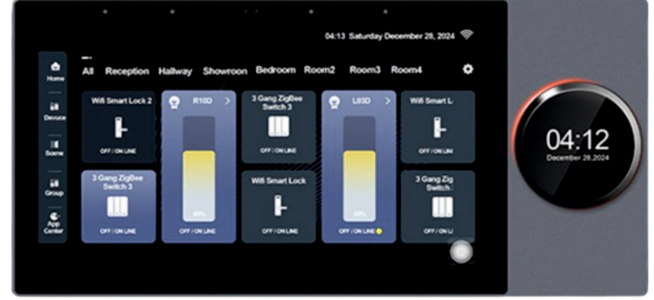 04:13 Saturday December 28, 2024
Home
All Reception Hallway Showroon Bedroom Room2 Room3 Room4
Device
Scene
Group
App
Center
Wifi Smart Lock 2
OFF / ON LINE
R10D >
OFF / ON LINE
3 Gang ZigBee
Switch 3
OFF / ON LINE
L03D >
OFF / ON LINE
Wifi Smart L
OFF / ON LINE
3 Gang ZigBee
Switch 3
OFF / ON LINE
Wifi Smart Lock
OFF / ON LINE
3 Gang Zig
Switch
OFF / ON LI
04:12
December 28,2024